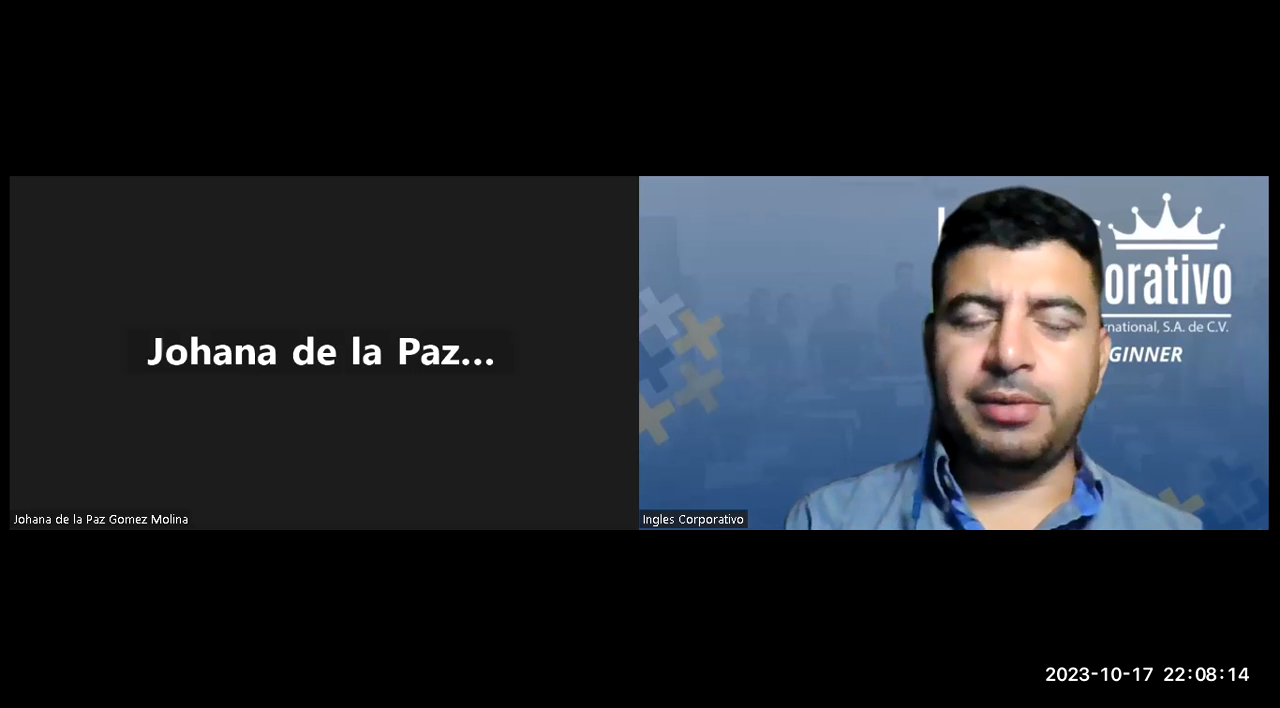 Johana de la Paz...
Johana de la Paz Gomez Molina
orativo
rnational, S.A. de C.V.
GINNER
Ingles Corporativo
2023-10-17 22:08:14